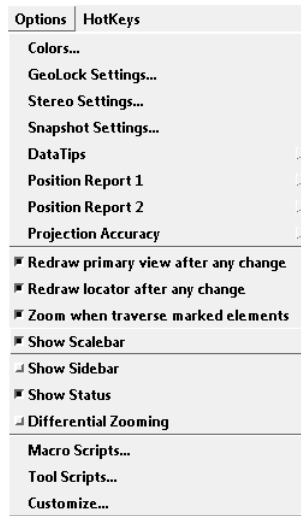 Options HotKeys
Colors...
GeoLock Settings...
Stereo Settings...
Snapshot Settings...
DataTips
Position Report 1
Position Report 2
Projection Accuracy
Redraw primary view after any change
Redraw locator after any change
Zoom when traverse marked elements
Show Scalebar
Show Sidebar
Show Status
Differential Zooming
Macro Scripts...
Tool Scripts...
Customize...